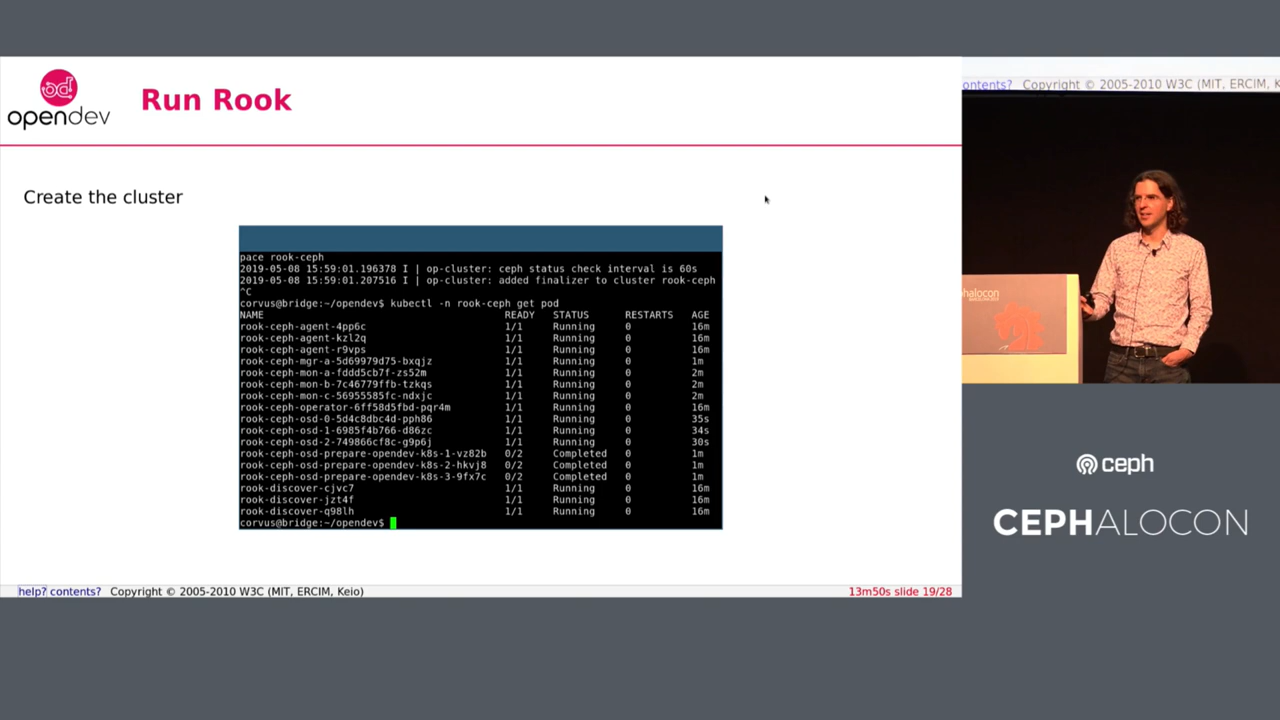 od
opendev
Run Rook
Create the cluster
pace rook-ceph
2019-05-08 15:59:01.196378 I | op-cluster: ceph status check interval is 60s
2019-05-08 15:59:01.207516 I | op-cluster: added finalizer to cluster rook-ceph
^C
corvus@bridge:~/opendev$ kubectl -n rook-ceph get pod
NAME READY STATUS RESTARTS AGE
rook-ceph-agent-4pp6c 1/1 Running 0 16m
rook-ceph-agent-kzl2q 1/1 Running 0 16m
rook-ceph-agent-r9vps 1/1 Running 0 16m
rook-ceph-mgr-a-5d69979d75-bxqjz 1/1 Running 0 1m
rook-ceph-mon-a-fddd5cb7f-zs52m 1/1 Running 0 2m
rook-ceph-mon-b-7c46779ffb-tzkqs 1/1 Running 0 2m
rook-ceph-mon-c-56955585fc-ndxjc 1/1 Running 0 2m
rook-ceph-operator-6ff58d5fbd-pqr4m 1/1 Running 0 16m
rook-ceph-osd-0-5d4c8dbc4d-pph86 1/1 Running 0 35s
rook-ceph-osd-1-6985f4b766-d86zc 1/1 Running 0 34s
rook-ceph-osd-2-749866cf8c-g9p6j 1/1 Running 0 30s
rook-ceph-osd-prepare-opendev-k8s-1-vz82b 0/2 Completed 0 1m
rook-ceph-osd-prepare-opendev-k8s-2-hkvj8 0/2 Completed 0 1m
rook-ceph-osd-prepare-opendev-k8s-3-9fx7c 0/2 Completed 0 1m
rook-discover-cjvc7 1/1 Running 0 16m
rook-discover-jzt4f 1/1 Running 0 16m
rook-discover-q98lh 1/1 Running 0 16m
corvus@bridge:~/opendev$
help? contents? Copyright © 2005-2010 W3C (MIT, ERCIM, Keio)
13m50s slide 19/28
ontents? Copyright © 2005-2010 W3C (MIT, ERCIM, K
phalocon
ceph
CEPHALOCON